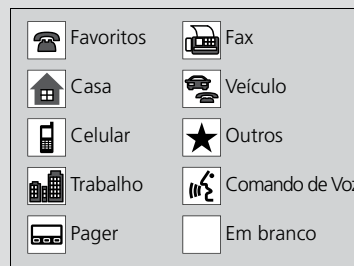 Favoritos
Fax
Casa
Veículo
Celular
Outros
Trabalho
Comando de Voz
Pager
Em branco